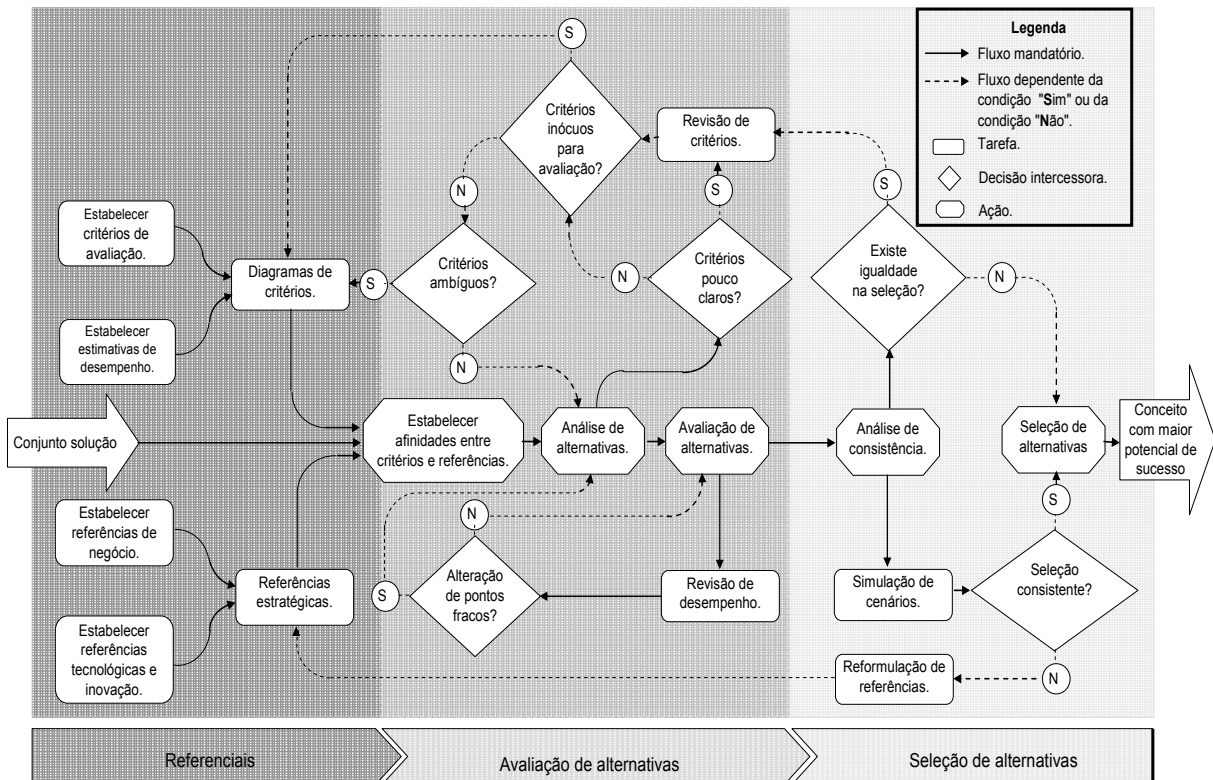 Legenda
Fluxo mandatório.
Fluxo dependente da
condição "Sim" ou da
condição "Não".
Tarefa.
Decisão intercessora.
Ação.
S
Critérios
inócuos
para
avaliação?
Revisão de
critérios.
N
S
S
Estabelecer
critérios de
avaliação.
Diagramas de
critérios.
S
Critérios
ambíguos?
N
Critérios
pouco
claros?
Existe
igualdade
na seleção?
N
Estabelecer
estimativas de
desempenho.
N
Conjunto solução
Estabelecer
afinidades entre
critérios e referências.
Análise de
alternativas.
Avaliação de
alternativas.
Análise de
consistência.
Seleção de
alternativas
Conceito
com maior
potencial de
sucesso
Estabelecer
referências de
negócio.
N
S
Referências
estratégicas.
S
Alteração
de pontos
fracos?
Revisão de
desempenho.
Simulação de
cenários.
Seleção
consistente?
Estabelecer
referências
tecnológicas e
inovação.
Reformulação de
referências.
N
Referenciais
Avaliação de alternativas
Seleção de alternativas